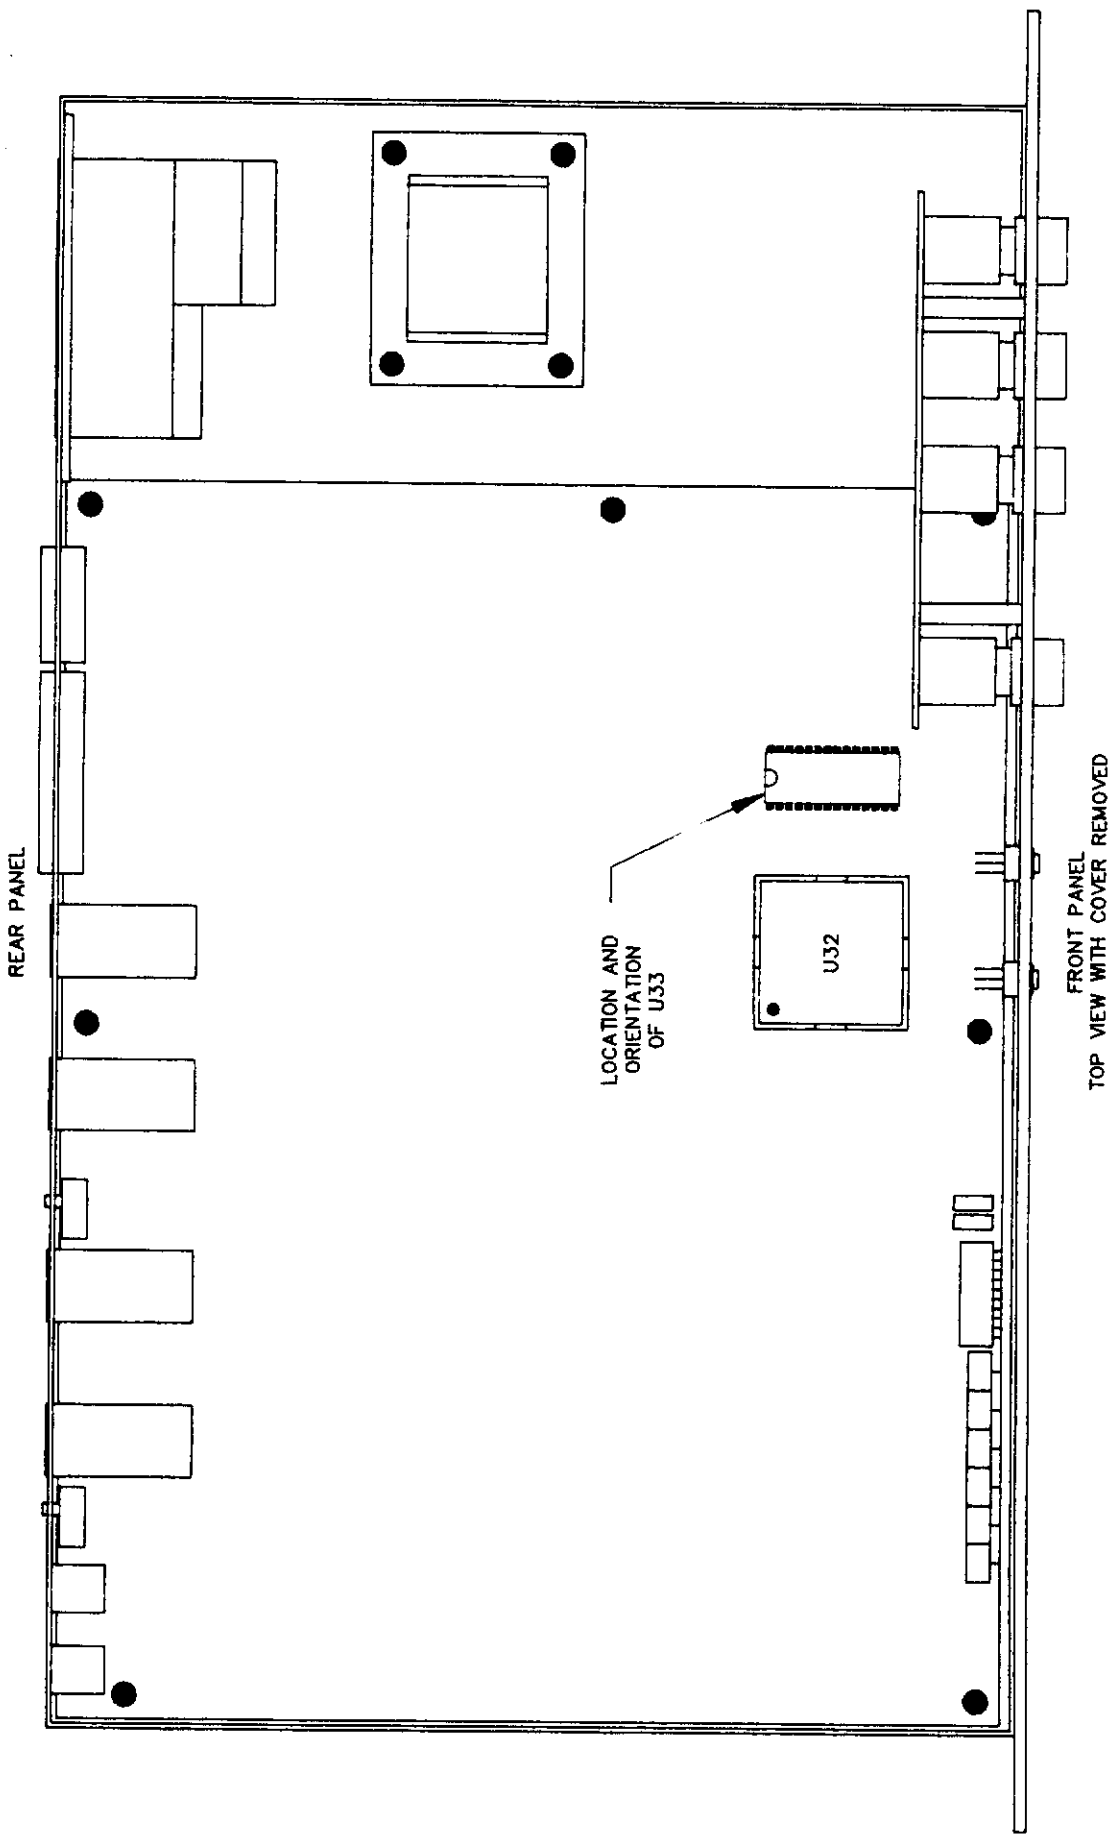 REAR PANEL
LOCATION AND
ORIENTATION
OF U33
U32
FRONT PANEL
TOP VIEW WITH COVER REMOVED